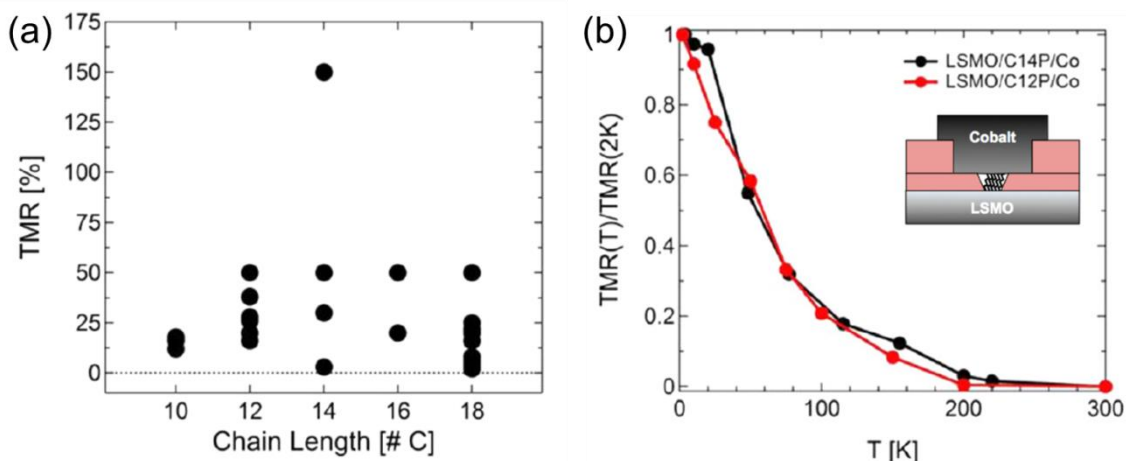 (a)
175
150
125
100
75
50
25
0
TMR [%]
10 12 14 16 18
Chain Length [# C]
(b)
1
0.8
0.6
0.4
0.2
0
TMR(T)/TMR(2K)
LSMO/C14P/Co
LSMO/C12P/Co
Cobalt
LSMO
0 100 200 300
T [K]